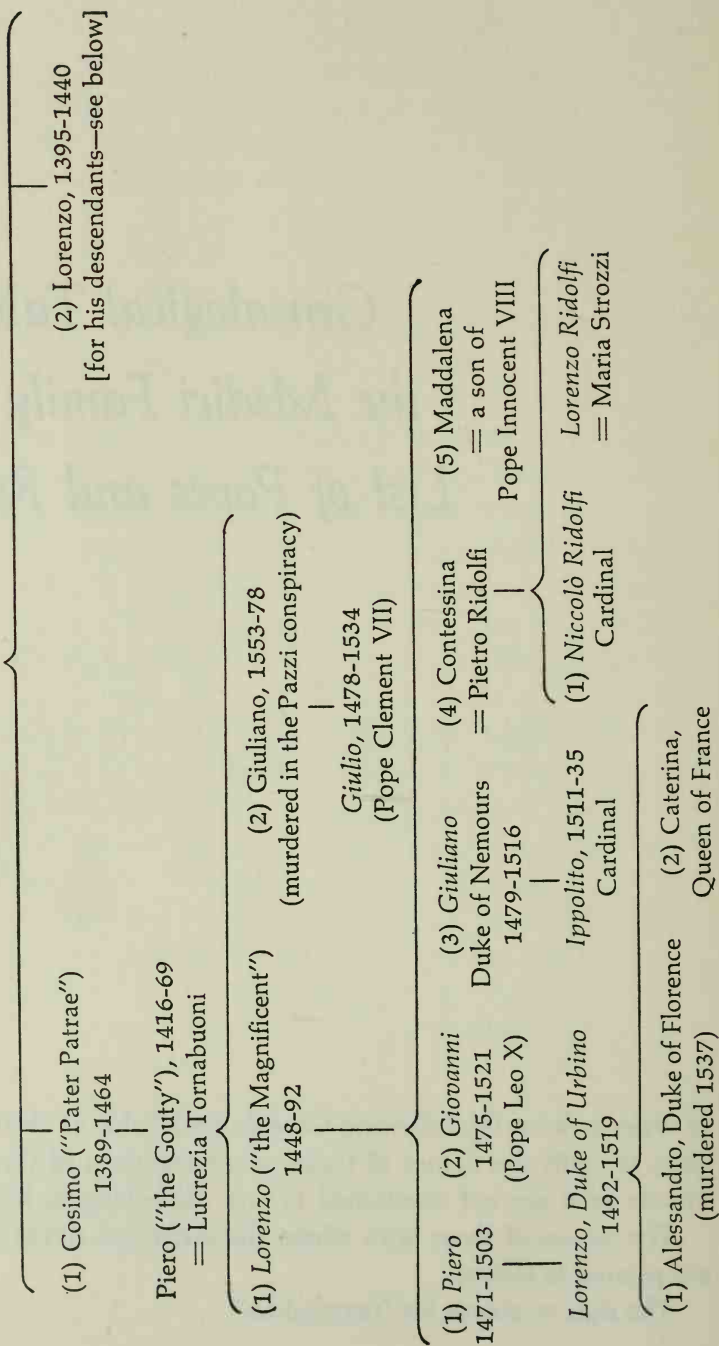 (1) Cosimo ("Pater Patrae")
1389-1464
(2) Lorenzo, 1395-1440
[for his descendants—see below]
Piero ("the Gouty"), 1416-69
= Lucrezia Tornabuoni
(1) Lorenzo ("the Magnificent")
1448-92
(2) Giuliano, 1553-78
(murdered in the Pazzi conspiracy)
Giulio, 1478-1534
(Pope Clement VII)
(1) Piero
1471-1503
(2) Giovanni
1475-1521
(Pope Leo X)
(3) Giuliano
Duke of Nemours
1479-1516
(4) Contessina
= Pietro Ridolfi
(5) Maddalena
= a son of
Pope Innocent VIII
Lorenzo, Duke of Urbino
1492-1519
Ippolito, 1511-35
Cardinal
(1) Niccolò Ridolfi
Cardinal
Lorenzo Ridolfi
= Maria Strozzi
(1) Alessandro, Duke of Florence
(murdered 1537)
(2) Caterina,
Queen of France